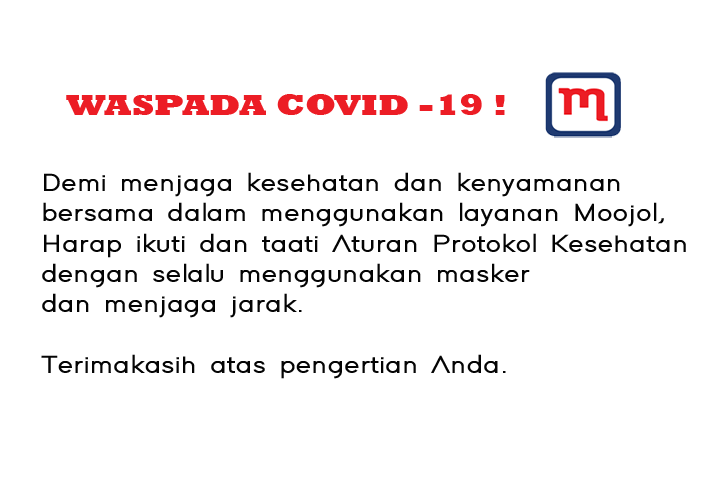 WASPADA COVID -19 !
m
Demi menjaga kesehatan dan kenyamanan
bersama dalam menggunakan layanan Moojol,
Harap ikuti dan taati Aturan Protokol Kesehatan
dengan selalu menggunakan masker
dan menjaga jarak.
Terimakasih atas pengertian Anda.